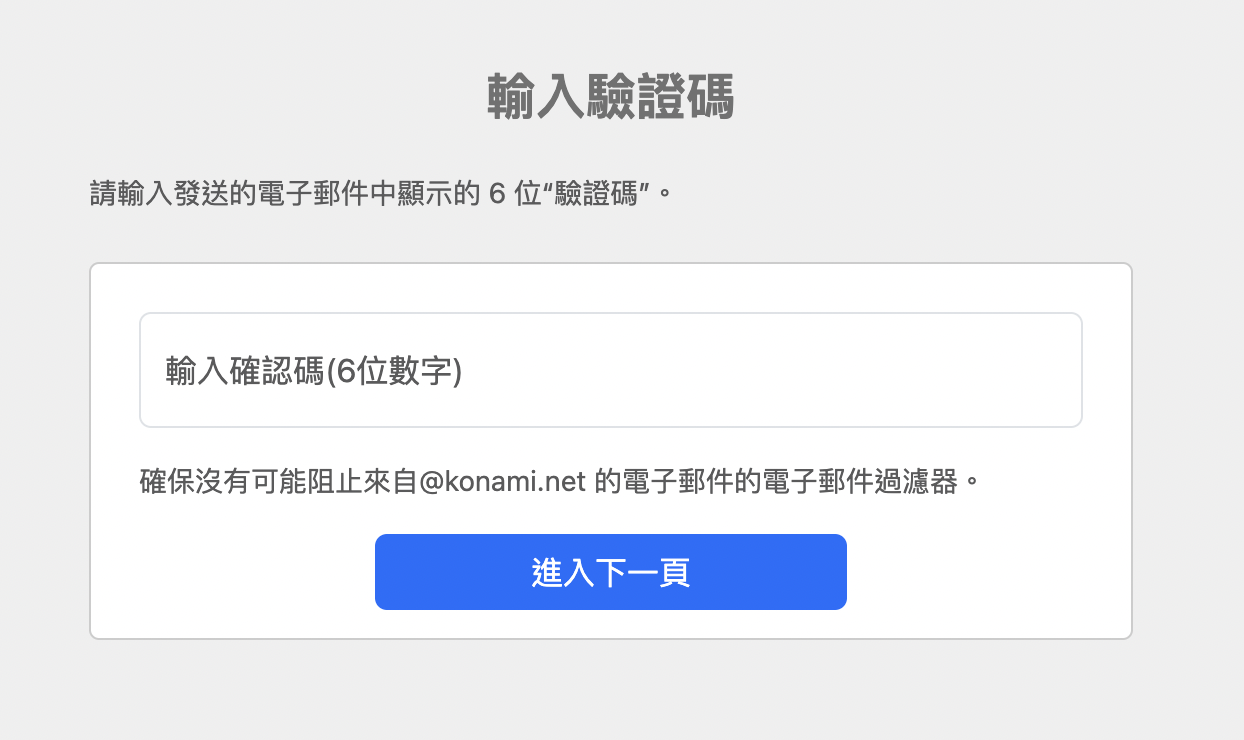 輸入驗證碼
請輸入發送的電子郵件中顯示的 6 位“驗證碼”。
輸入確認碼(6位數字)
確保沒有可能阻止來自@konami.net 的電子郵件的電子郵件過濾器。
進入下一頁